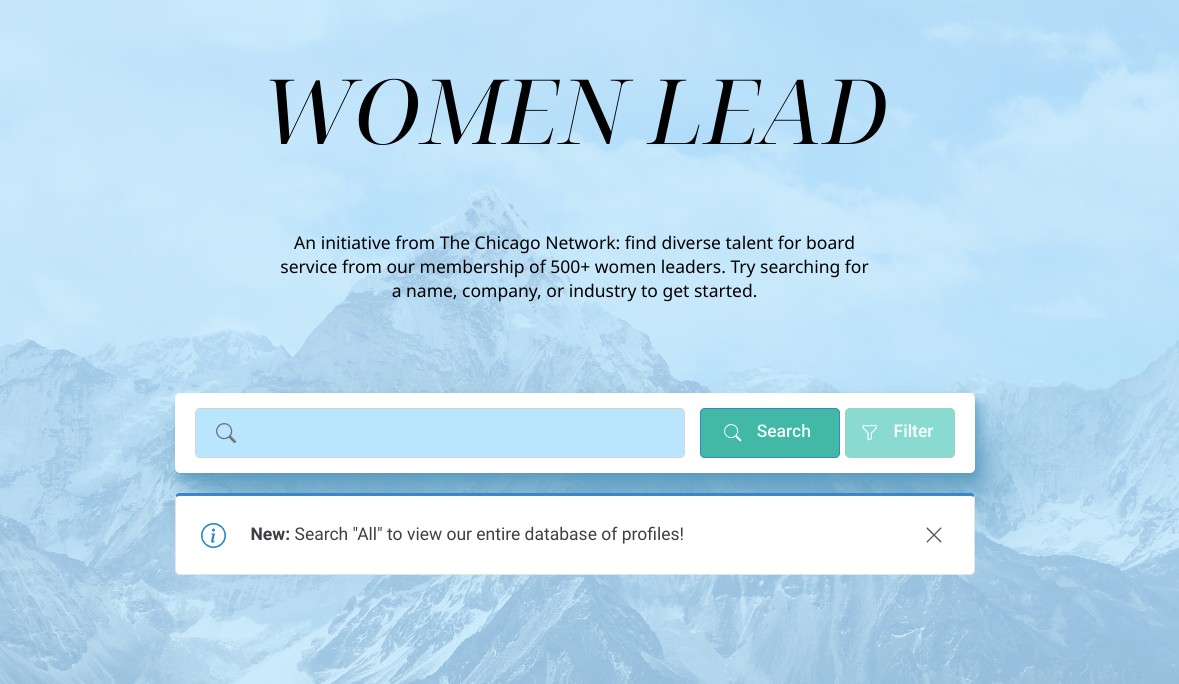 WOMEN LEAD
An initiative from The Chicago Network: find diverse talent for board
service from our membership of 500+ women leaders. Try searching for
a name, company, or industry to get started.
Search
Filter
New: Search "All" to view our entire database of profiles!